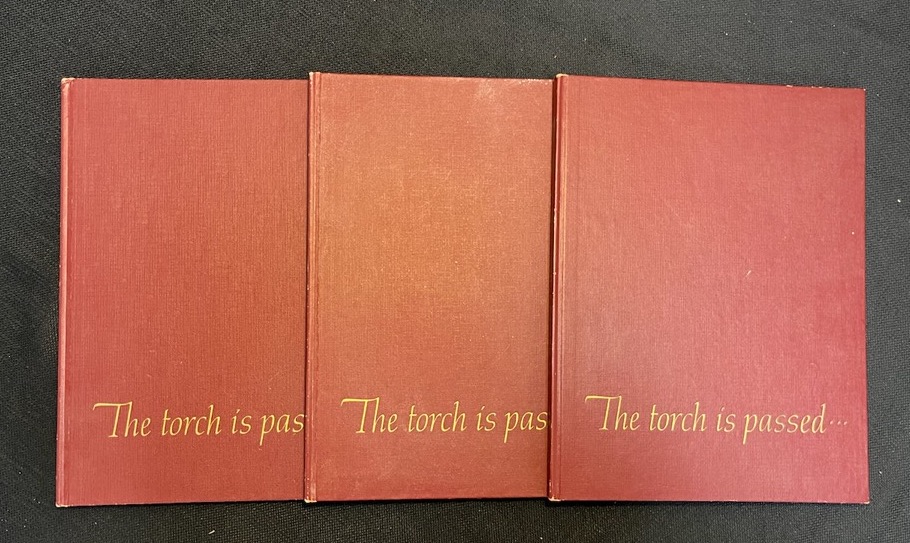 The torch is pas
The torch is pas
The torch is passed...